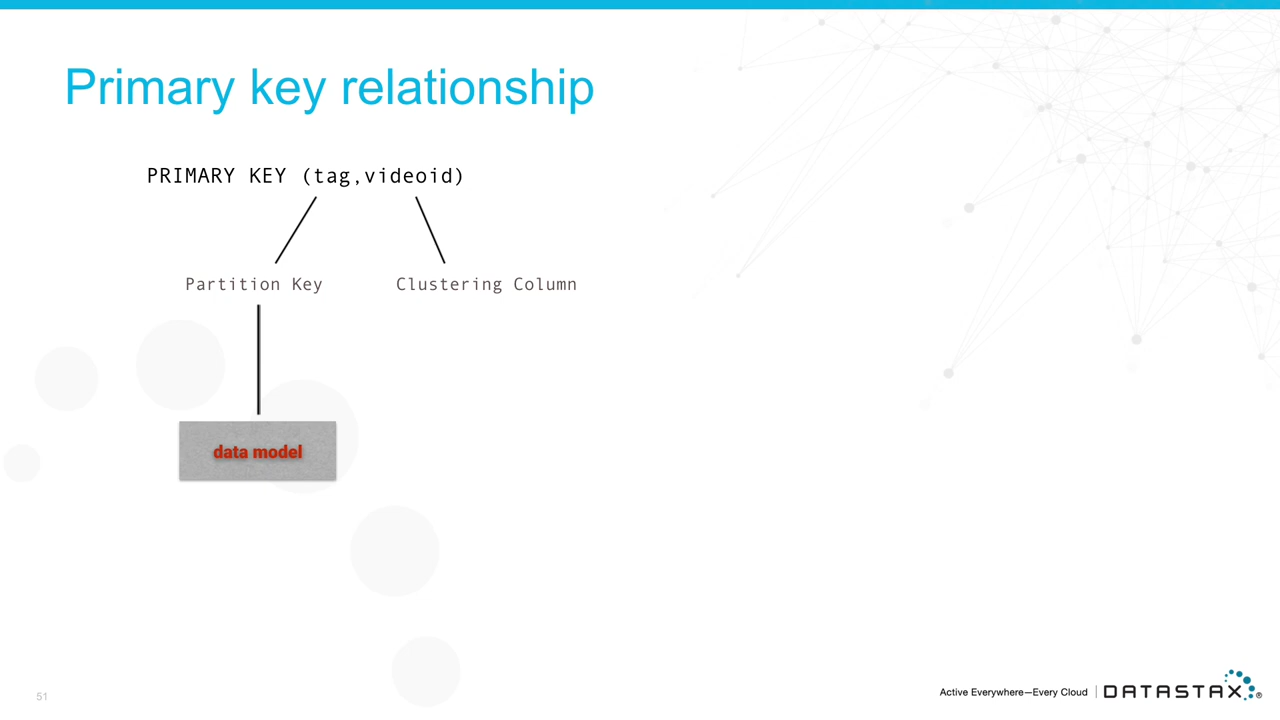 Primary key relationship
PRIMARY KEY (tag,videoid)
Partition Key
Clustering Column
data model
51
Active Everywhere—Every Cloud
DATASTAX®